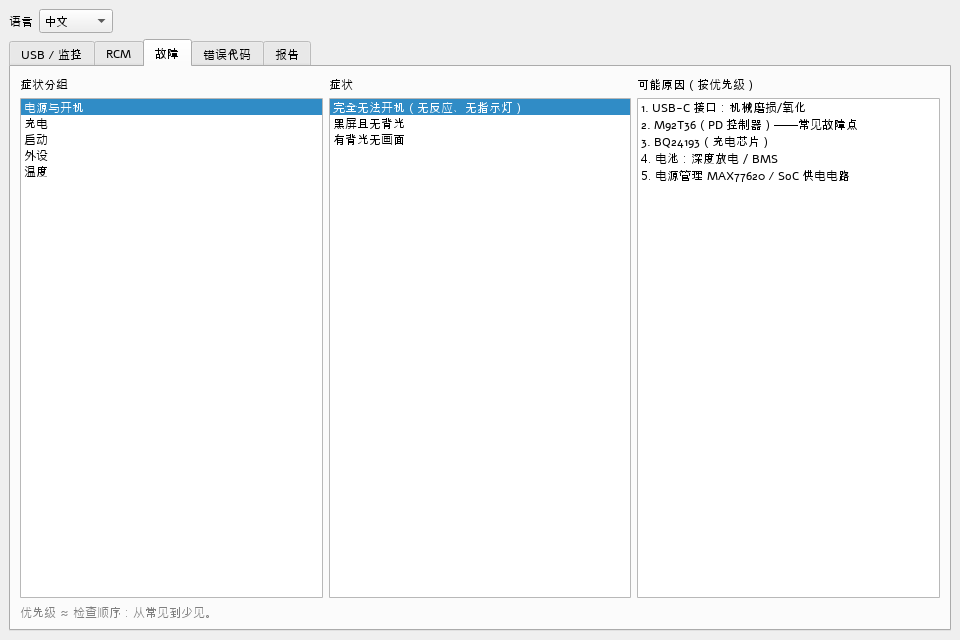 语言 中文
USB / 监控 RCM 故障 错误代码 报告
症状分组
电源与开机
充电
启动
外设
温度
症状
完全无法开机（无反应、无指示灯）
黑屏且无背光
有背光无画面
可能原因（按优先级）
1. USB-C 接口：机械磨损/氧化
2. M92T36（PD 控制器）——常见故障点
3. BQ24193（充电芯片）
4. 电池：深度放电 / BMS
5. 电源管理 MAX77620 / SoC 供电电路
优先级 ≈ 检查顺序：从常见到少见。